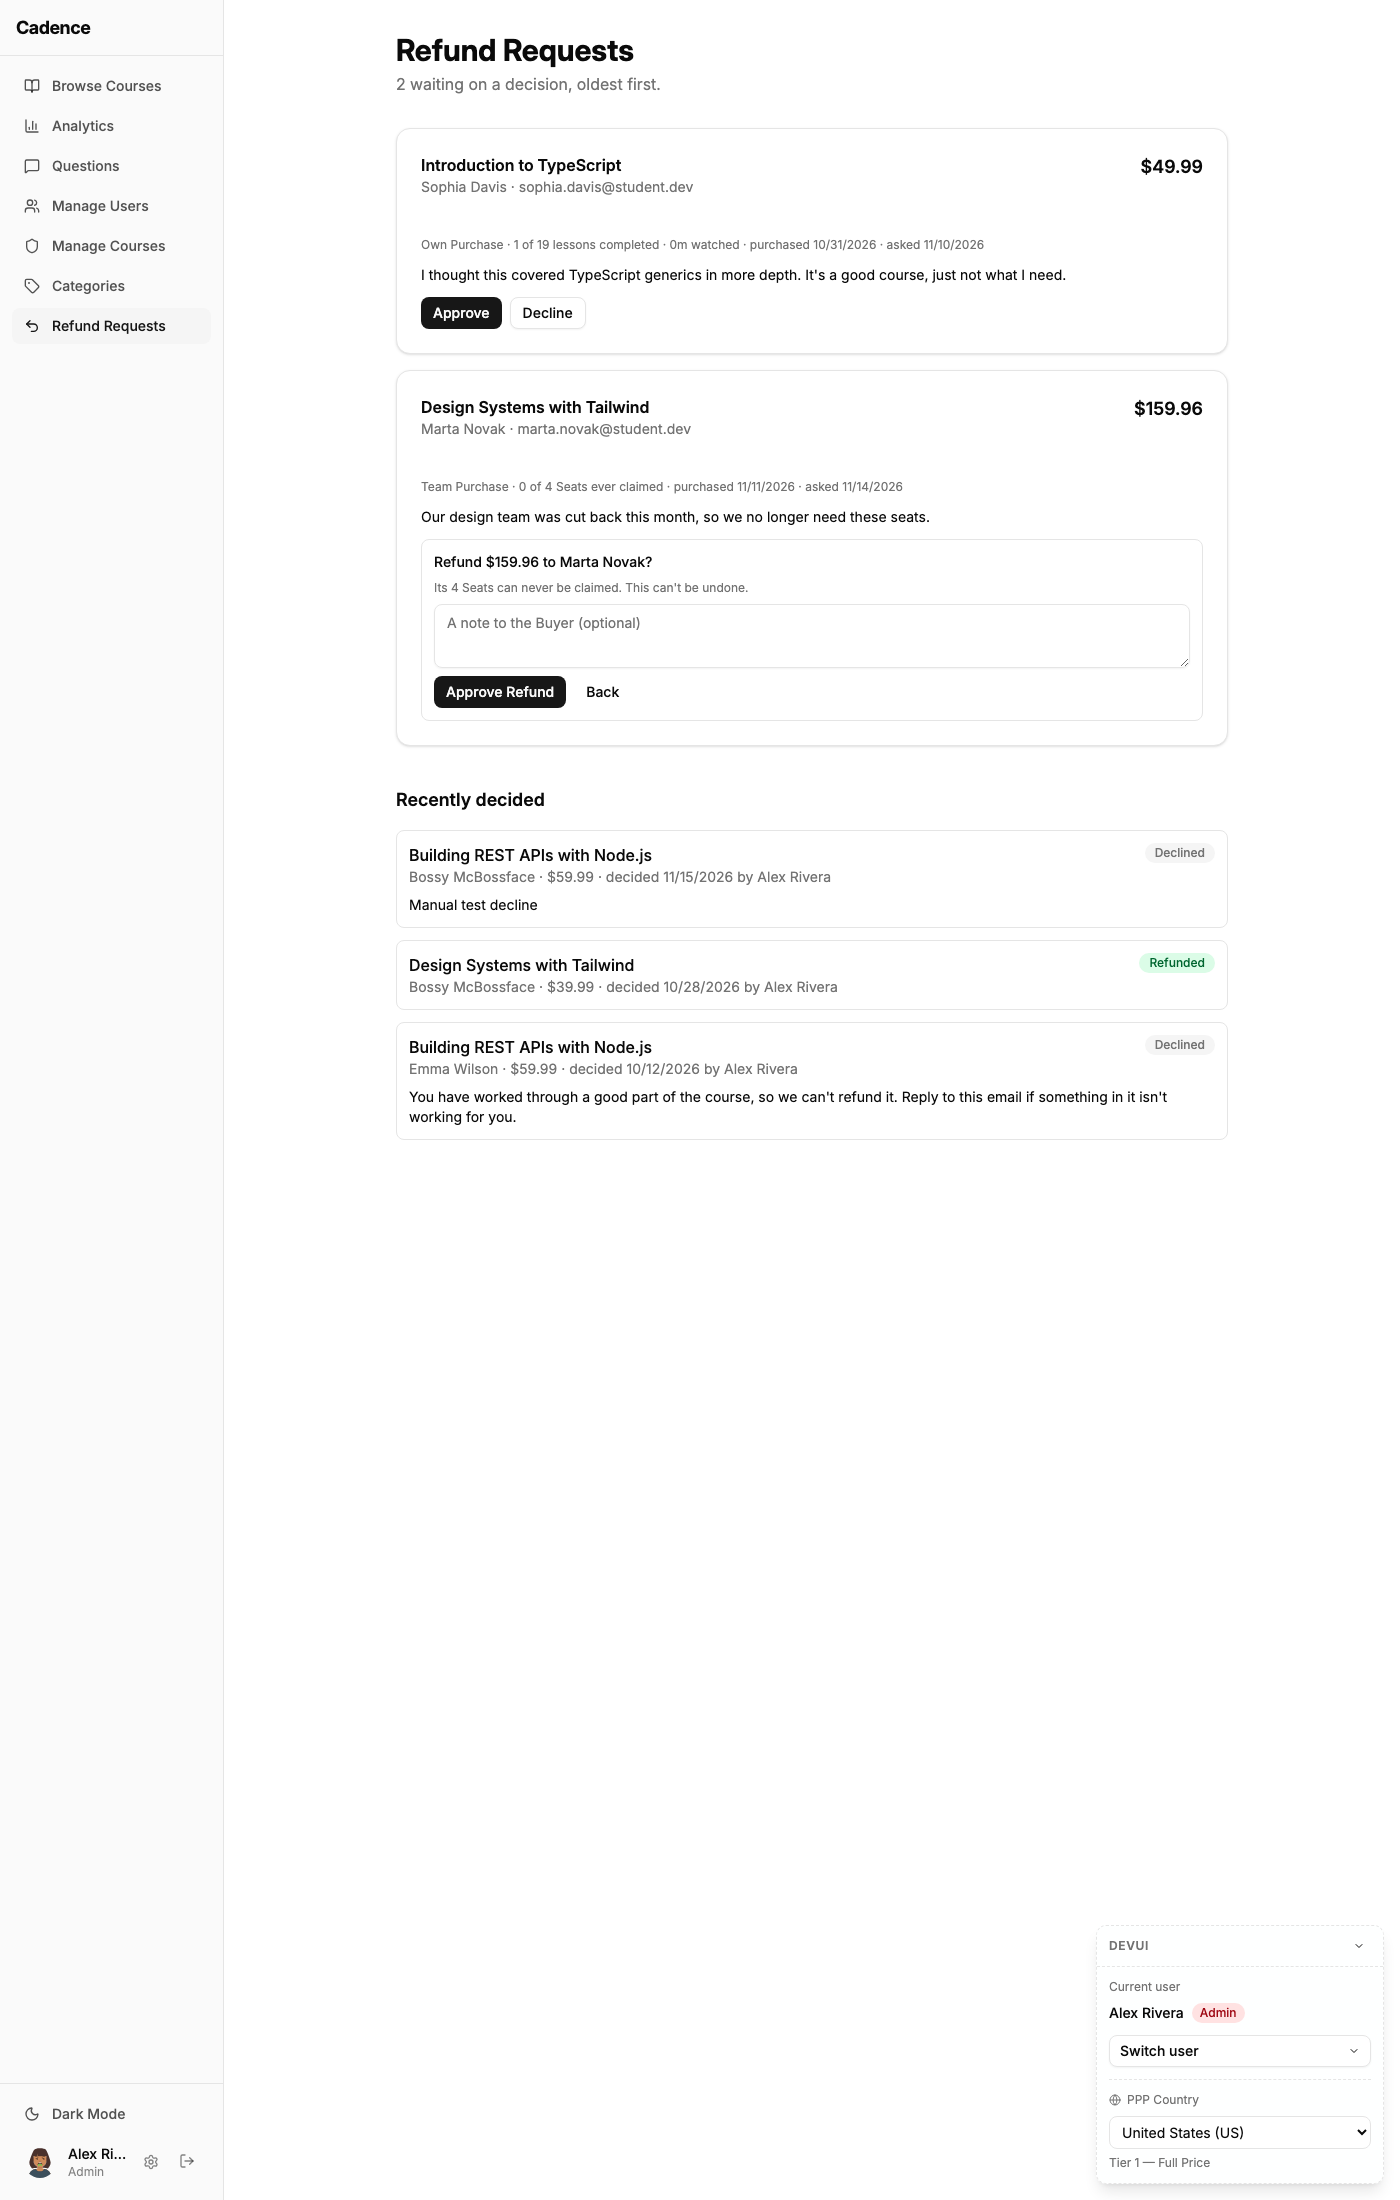 Cadence
Browse Courses
Analytics
Questions
Manage Users
Manage Courses
Categories
Refund Requests
Refund Requests
2 waiting on a decision, oldest first.
Introduction to TypeScript
$49.99
Sophia Davis · sophia.davis@student.dev
Own Purchase · 1 of 19 lessons completed · 0m watched · purchased 10/31/2026 · asked 11/10/2026
I thought this covered TypeScript generics in more depth. It's a good course, just not what I need.
Approve
Decline
Design Systems with Tailwind
$159.96
Marta Novak · marta.novak@student.dev
Team Purchase · 0 of 4 Seats ever claimed · purchased 11/11/2026 · asked 11/14/2026
Our design team was cut back this month, so we no longer need these seats.
Refund $159.96 to Marta Novak?
Its 4 Seats can never be claimed. This can't be undone.
A note to the Buyer (optional)
Approve Refund
Back
Recently decided
Building REST APIs with Node.js
Declined
Bossy McBossface · $59.99 · decided 11/15/2026 by Alex Rivera
Manual test decline
Design Systems with Tailwind
Refunded
Bossy McBossface · $39.99 · decided 10/28/2026 by Alex Rivera
Building REST APIs with Node.js
Declined
Emma Wilson · $59.99 · decided 10/12/2026 by Alex Rivera
You have worked through a good part of the course, so we can't refund it. Reply to this email if something in it isn't
working for you.
DEVUI
Current user
Alex Rivera
Admin
Switch user
PPP Country
United States (US)
Tier 1 — Full Price
Dark Mode
Alex Ri...
Admin